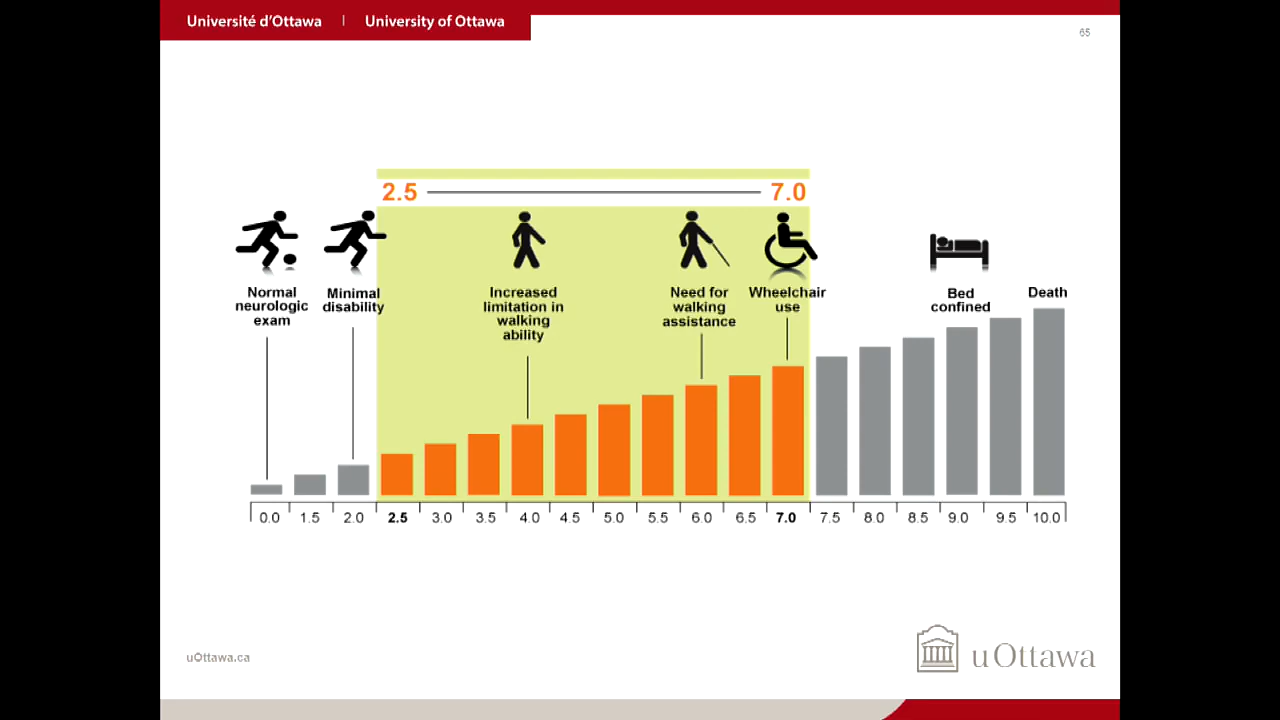 Université d'Ottawa | University of Ottawa
65
2.5 7.0
Normal
neurologic
exam
Minimal
disability
Increased
limitation in
walking
ability
Need for
walking
assistance
Wheelchair
use
Bed
confined
Death
0.0 1.5 2.0 2.5 3.0 3.5 4.0 4.5 5.0 5.5 6.0 6.5 7.0 7.5 8.0 8.5 9.0 9.5 10.0
uOttawa.ca
uOttawa